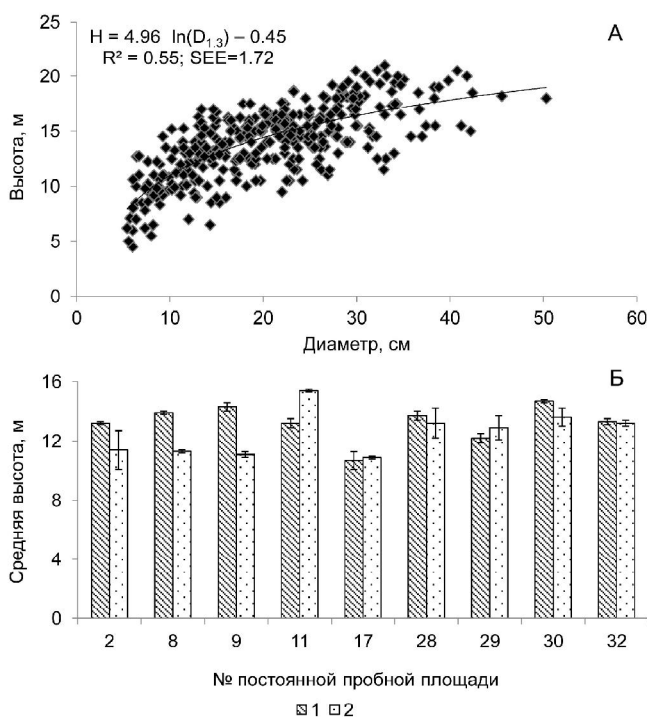 H = 4.96 ln(D1.3) – 0.45
R² = 0.55; SEE=1.72
А
25
20
15
10
5
0
Высота, м
0 10 20 30 40 50 60
Диаметр, см
Б
16
12
8
4
0
Средняя высота, м
2 8 9 11 17 28 29 30 32
№ постоянной пробной площади
1 2